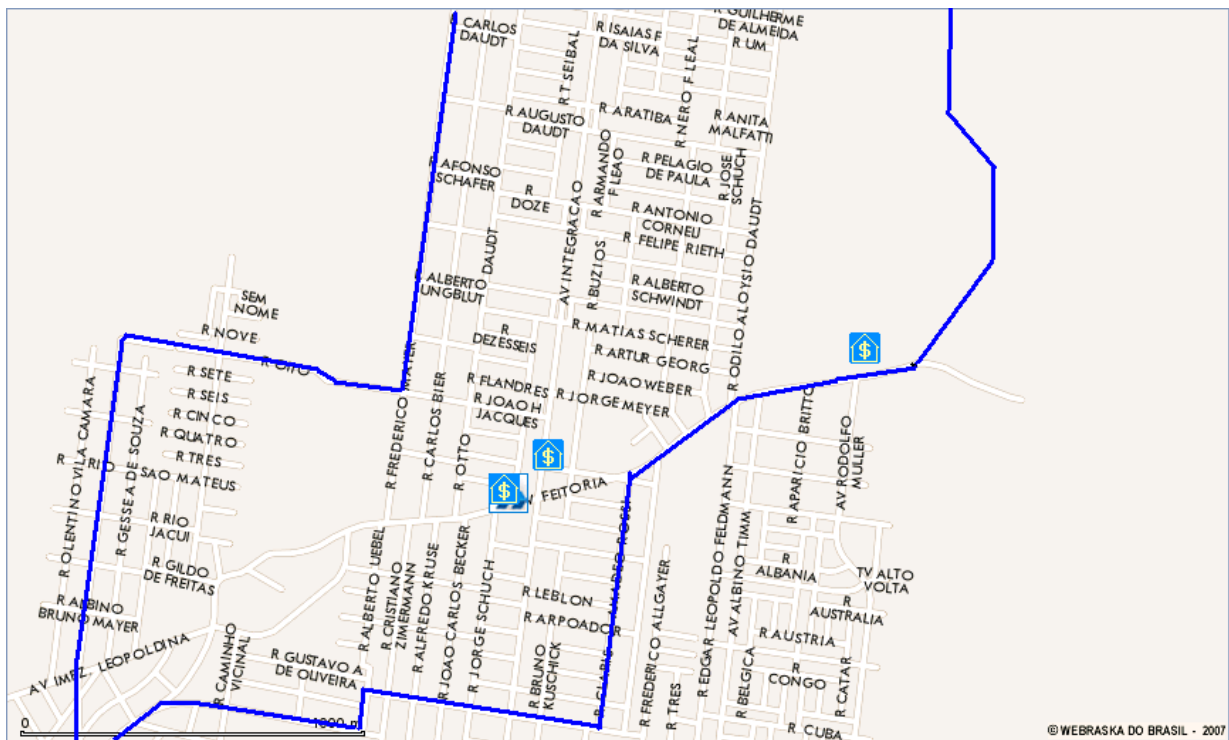 R GUILHERME
DE ALMEIDA
R CARLOS
DAUDT
R ISAIAS F
DA SILVA
R UM
R T SEIBAL
R NERO F LEAL
R AUGUSTO
DAUDT
R ARATIBA
R ANITA
MALFATTI
R AFONSO
SCHAFER
R PELAGIO
DE PAULA
R JOSE
SCHUCH
R
DOZE
AV INTEGRACAO
R ARMANDO
F LEAO
R ANTONIO
CORNELI
R FELIPE RIETH
DAUDT
R BUZIOS
R ODILO ALOYSIO DAUDT
R ALBERTO
UNGBLUT
R ALBERTO
SCHWINDT
SEM
NOME
R NOVE
R OITO
R
DEZESSEIS
R MATIAS SCHERER
R ARTUR GEORG
R SETE
R SEIS
R CINCO
R QUATRO
R TRES
SAO MATEUS
R FLANDRES
R JOAO H
JACQUES
R JOAO WEBER
R JORGE MEYER
R FREDERICO MAYER
R CARLOS BIER
R OTTO
R OLENTINO VILA CAMARA
R GESSEA DE SOUZA
R RIO
R APARICIO BRITTO
AV RODOLFO
MULLER
V FEITORIA
R RIO
JACUI
R GILDO
DE FREITAS
R ALBERTO UEBEL
R CRISTIANO
ZIMERMANN
R ALFREDO KRUSE
R JOAO CARLOS BECKER
R JORGE SCHUCH
AMADEO ROSSI
R EDGAR LEOPOLDO FELDMANN
AV ALBINO TIMM
R
ALBANIA
TV ALTO
VOLTA
R LEBLON
R ARPOADOR
R FREDERICO ALLGAYER
R
AUSTRALIA
R ALBINO
BRUNO MAYER
R AUSTRIA
AV IMEZ. LEOPOLDINA
R CAMINHO
VICINAL
R GUSTAVO A
DE OLIVEIRA
R BRUNO
KUSCHICK
R TRES
R BELGICA
R
CONGO
R CATAR
R CUBA
0
1000 m
© WEBRASKA DO BRASIL - 2007